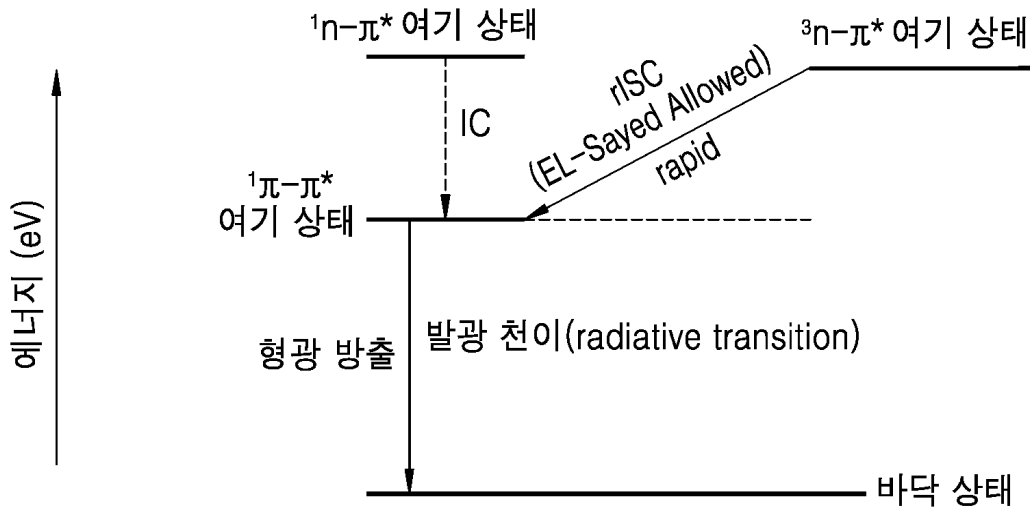 ¹n-π* 여기 상태
³n-π* 여기 상태
rISC
(EL-Sayed Allowed)
rapid
IC
¹π-π*
여기 상태
에너지 (eV)
형광 방출
발광 천이(radiative transition)
바닥 상태